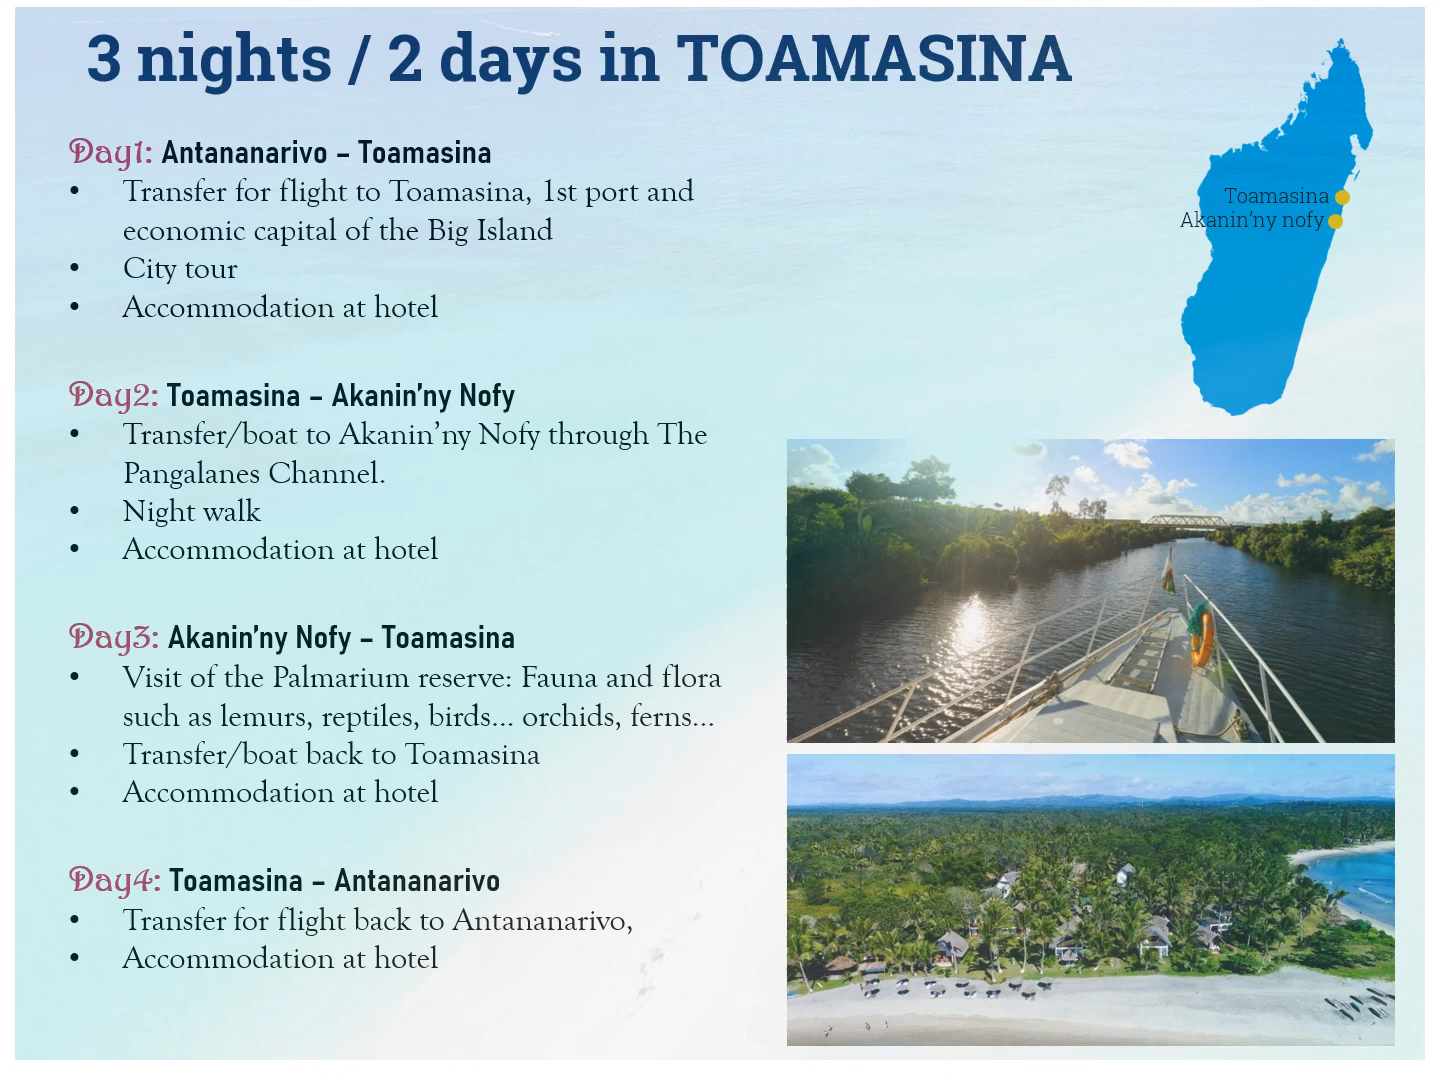 3 nights / 2 days in TOAMASINA
Day1: Antananarivo – Toamasina
• Transfer for flight to Toamasina, 1st port and
economic capital of the Big Island
• City tour
• Accommodation at hotel
Day2: Toamasina – Akanin’ny Nofy
• Transfer/boat to Akanin’ny Nofy through The
Pangalanes Channel.
• Night walk
• Accommodation at hotel
Day3: Akanin’ny Nofy – Toamasina
• Visit of the Palmarium reserve: Fauna and flora
such as lemurs, reptiles, birds... orchids, ferns...
• Transfer/boat back to Toamasina
• Accommodation at hotel
Day4: Toamasina – Antananarivo
• Transfer for flight back to Antananarivo,
• Accommodation at hotel
Toamasina
Akanin’ny nofy